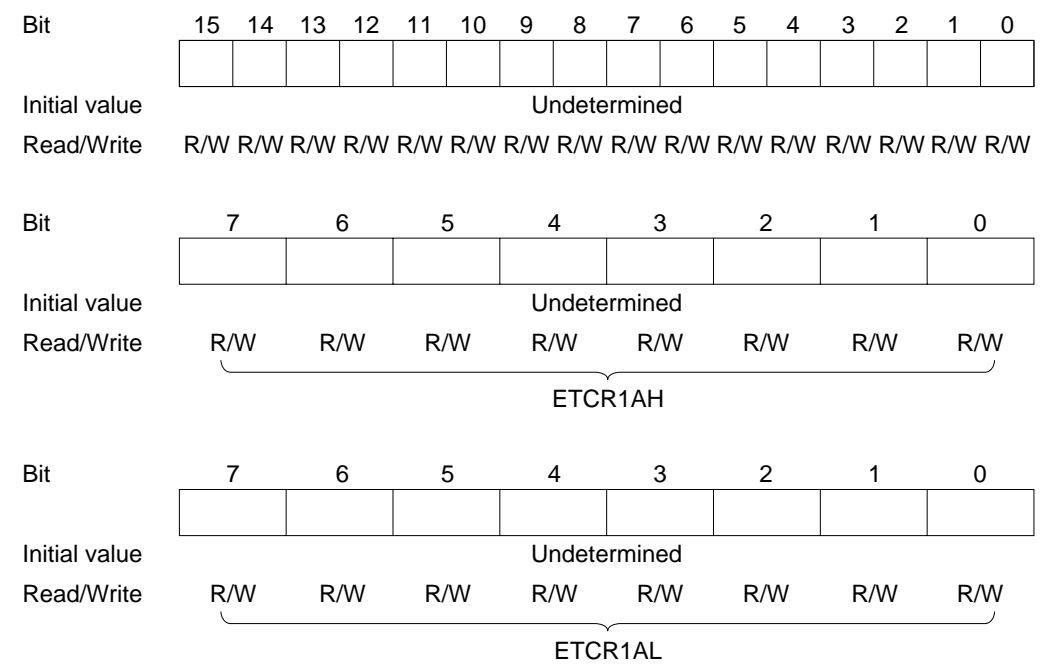 Bit 15 14 13 12 11 10 9 8 7 6 5 4 3 2 1 0
Initial value Undetermined
Read/Write R/W R/W R/W R/W R/W R/W R/W R/W R/W R/W R/W R/W R/W R/W R/W R/W
Bit 7 6 5 4 3 2 1 0
Initial value Undetermined
Read/Write R/W R/W R/W R/W R/W R/W R/W R/W
ETCR1AH
Bit 7 6 5 4 3 2 1 0
Initial value Undetermined
Read/Write R/W R/W R/W R/W R/W R/W R/W R/W
ETCR1AL